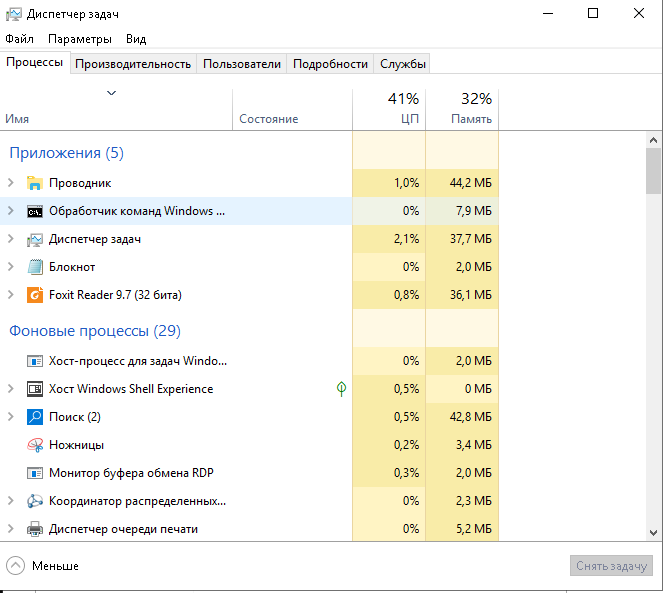 Диспетчер задач
Файл Параметры Вид
Процессы Производительность Пользователи Подробности Службы
41% 32%
Имя Состояние ЦП Память
Приложения (5)
Проводник 1,0% 44,2 МБ
Обработчик команд Windows ... 0% 7,9 МБ
Диспетчер задач 2,1% 37,7 МБ
Блокнот 0% 2,0 МБ
Foxit Reader 9.7 (32 бита) 0,8% 36,1 МБ
Фоновые процессы (29)
Хост-процесс для задач Windo... 0% 2,0 МБ
Хост Windows Shell Experience 0,5% 0 МБ
Поиск (2) 0,5% 42,8 МБ
Ножницы 0,2% 3,4 МБ
Монитор буфера обмена RDP 0,3% 2,0 МБ
Координатор распределенных... 0% 2,3 МБ
Диспетчер очереди печати 0% 5,2 МБ
Меньше Снять задачу